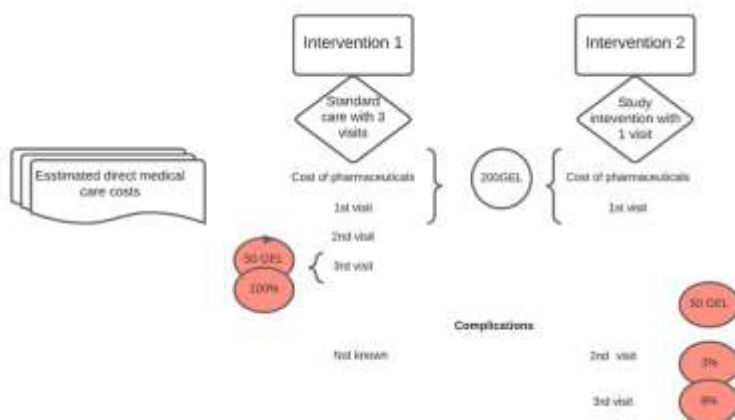 Intervention 1
Intervention 2
Standard
care with 3
visits
Study
intevention with
1 visit
Esstimated direct medical
care costs
Cost of pharmaceuticals
200GEL
Cost of pharmaceuticals
1st visit
1st visit
2nd visit
50 GEL
3rd visit
100%
50 GEL
Complications
Not known
2nd visit
3%
3rd visit
8%